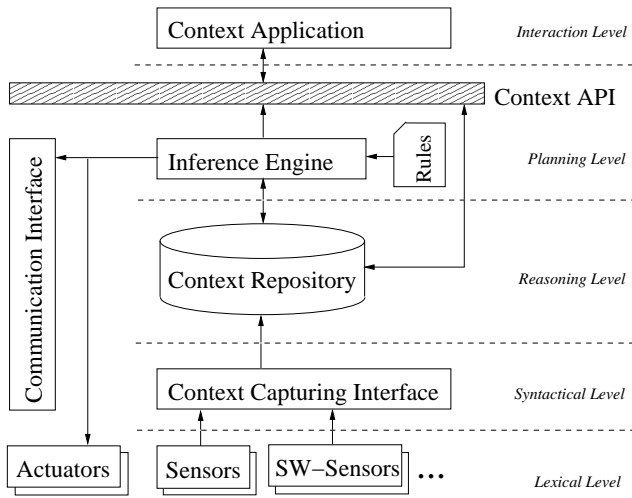 Context Application
Interaction Level
Context API
Communication Interface
Inference Engine
Rules
Planning Level
Context Repository
Reasoning Level
Context Capturing Interface
Syntactical Level
Actuators
Sensors
SW–Sensors
...
Lexical Level